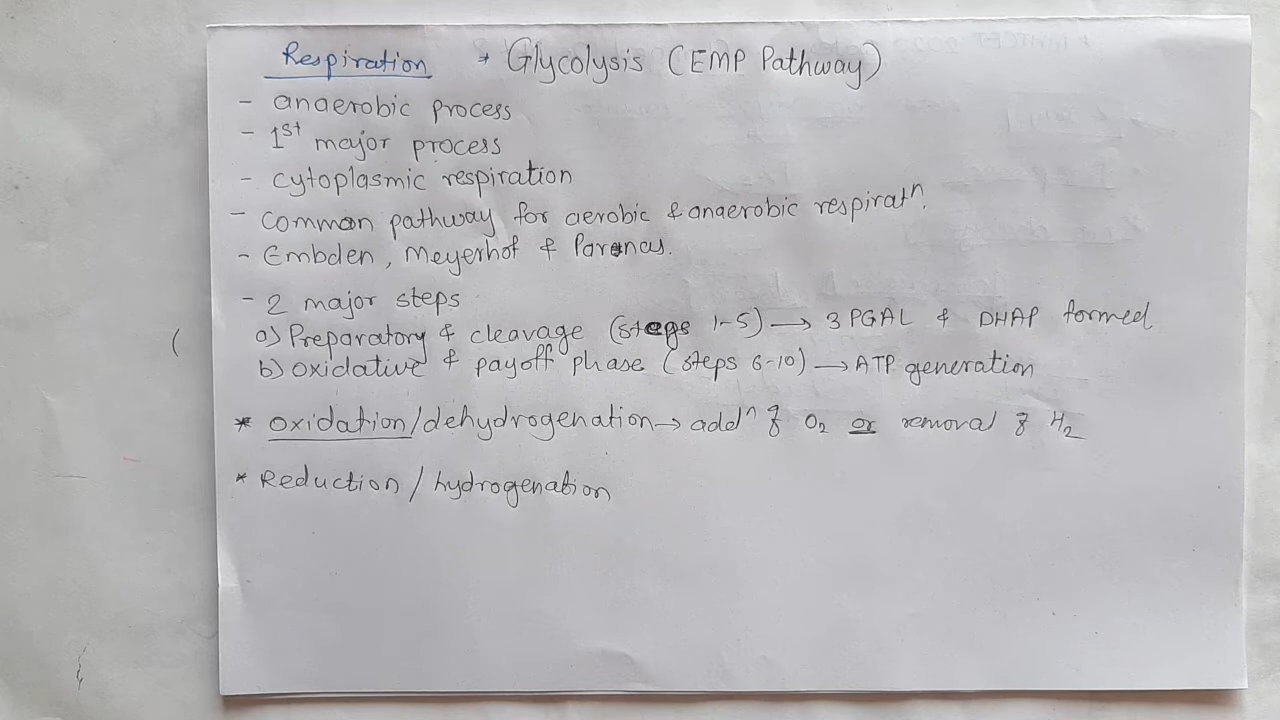 Respiration * Glycolysis (EMP Pathway)
- anaerobic process
- 1st major process
- cytoplasmic respiration
- common pathway for aerobic & anaerobic respiratn.
- Embden, Meyerhof & Parenas.
- 2 major steps
a) Preparatory & cleavage (steps 1-5) → 3 PGAL & DHAP formed
b) oxidative & payoff phase (steps 6-10) → ATP generation
* Oxidation/dehydrogenation → addn of O2 or removal of H2
* Reduction / hydrogenation